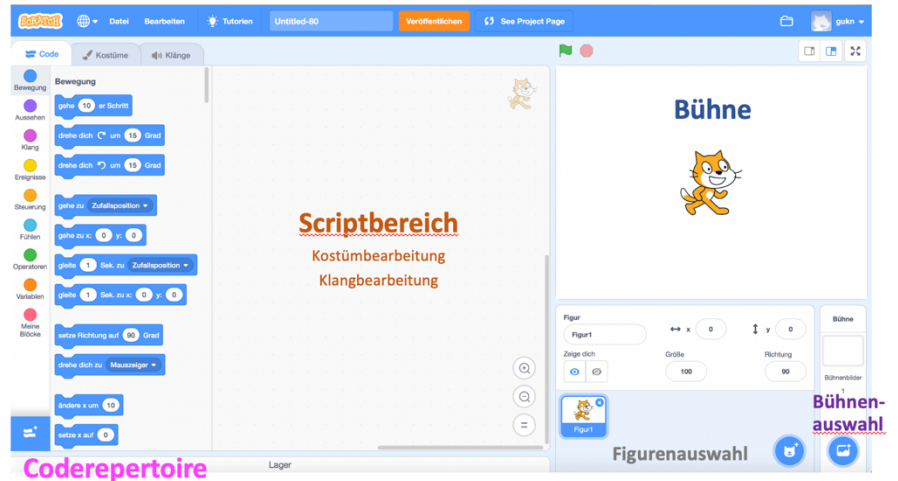 SCRATCH
Datei Bearbeiten Tutorien Untitled-80 Veröffentlichen See Project Page gukn
Code Kostüme Klänge
Bewegung
Aussehen
Klang
Ereignisse
Steuerung
Fühlen
Operatoren
Variablen
Meine
Blöcke
Bewegung
gehe 10 er Schritt
drehe dich um 15 Grad
drehe dich um 15 Grad
gehe zu Zufallsposition
gehe zu x: 0 y: 0
gleite 1 Sek. zu Zufallsposition
gleite 1 Sek. zu x: 0 y: 0
setze Richtung auf 90 Grad
drehe dich zu Mauszeiger
ändere x um 10
setze x auf 0
Coderepertoire
Scriptbereich
Kostümbearbeitung
Klangbearbeitung
Lager
Bühne
Figur
Figur1 x 0 y 0
Zeige dich Größe Richtung
100 90
Figur1
Figurenauswahl
Bühne
Bühnenbilder
1
Bühnen-
auswahl